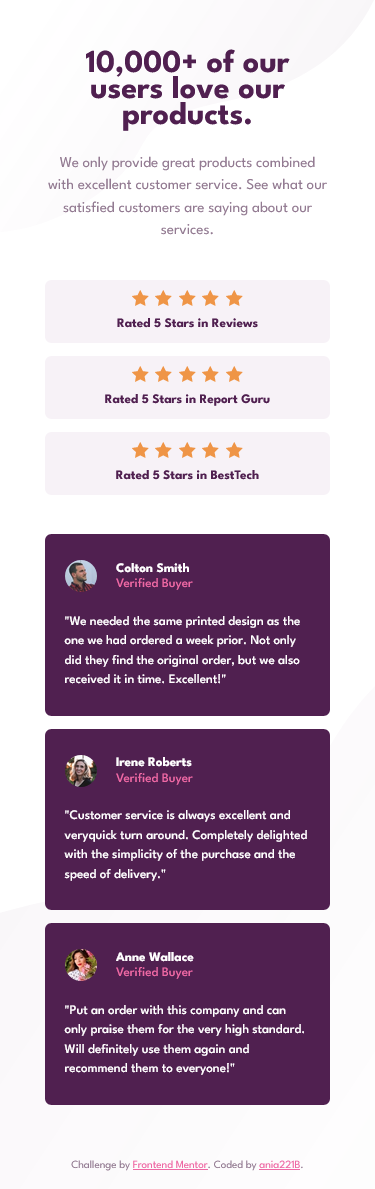 10,000+ of our
users love our
products.
We only provide great products combined
with excellent customer service. See what our
satisfied customers are saying about our
services.
Rated 5 Stars in Reviews
Rated 5 Stars in Report Guru
Rated 5 Stars in BestTech
Colton Smith
Verified Buyer
"We needed the same printed design as the
one we had ordered a week prior. Not only
did they find the original order, but we also
received it in time. Excellent!"
Irene Roberts
Verified Buyer
"Customer service is always excellent and
veryquick turn around. Completely delighted
with the simplicity of the purchase and the
speed of delivery."
Anne Wallace
Verified Buyer
"Put an order with this company and can
only praise them for the very high standard.
Will definitely use them again and
recommend them to everyone!"
Challenge by Frontend Mentor. Coded by ania221B.